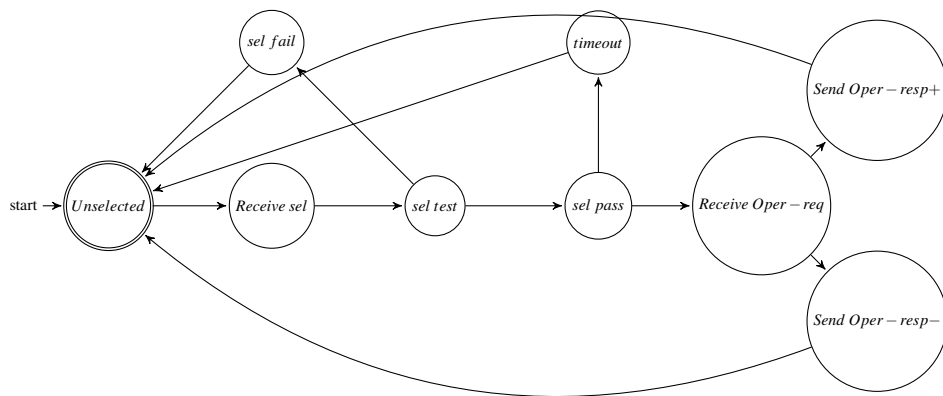 sel fail
timeout
Send Oper − resp+
start
Unselected
Receive sel
sel test
sel pass
Receive Oper − req
Send Oper − resp−